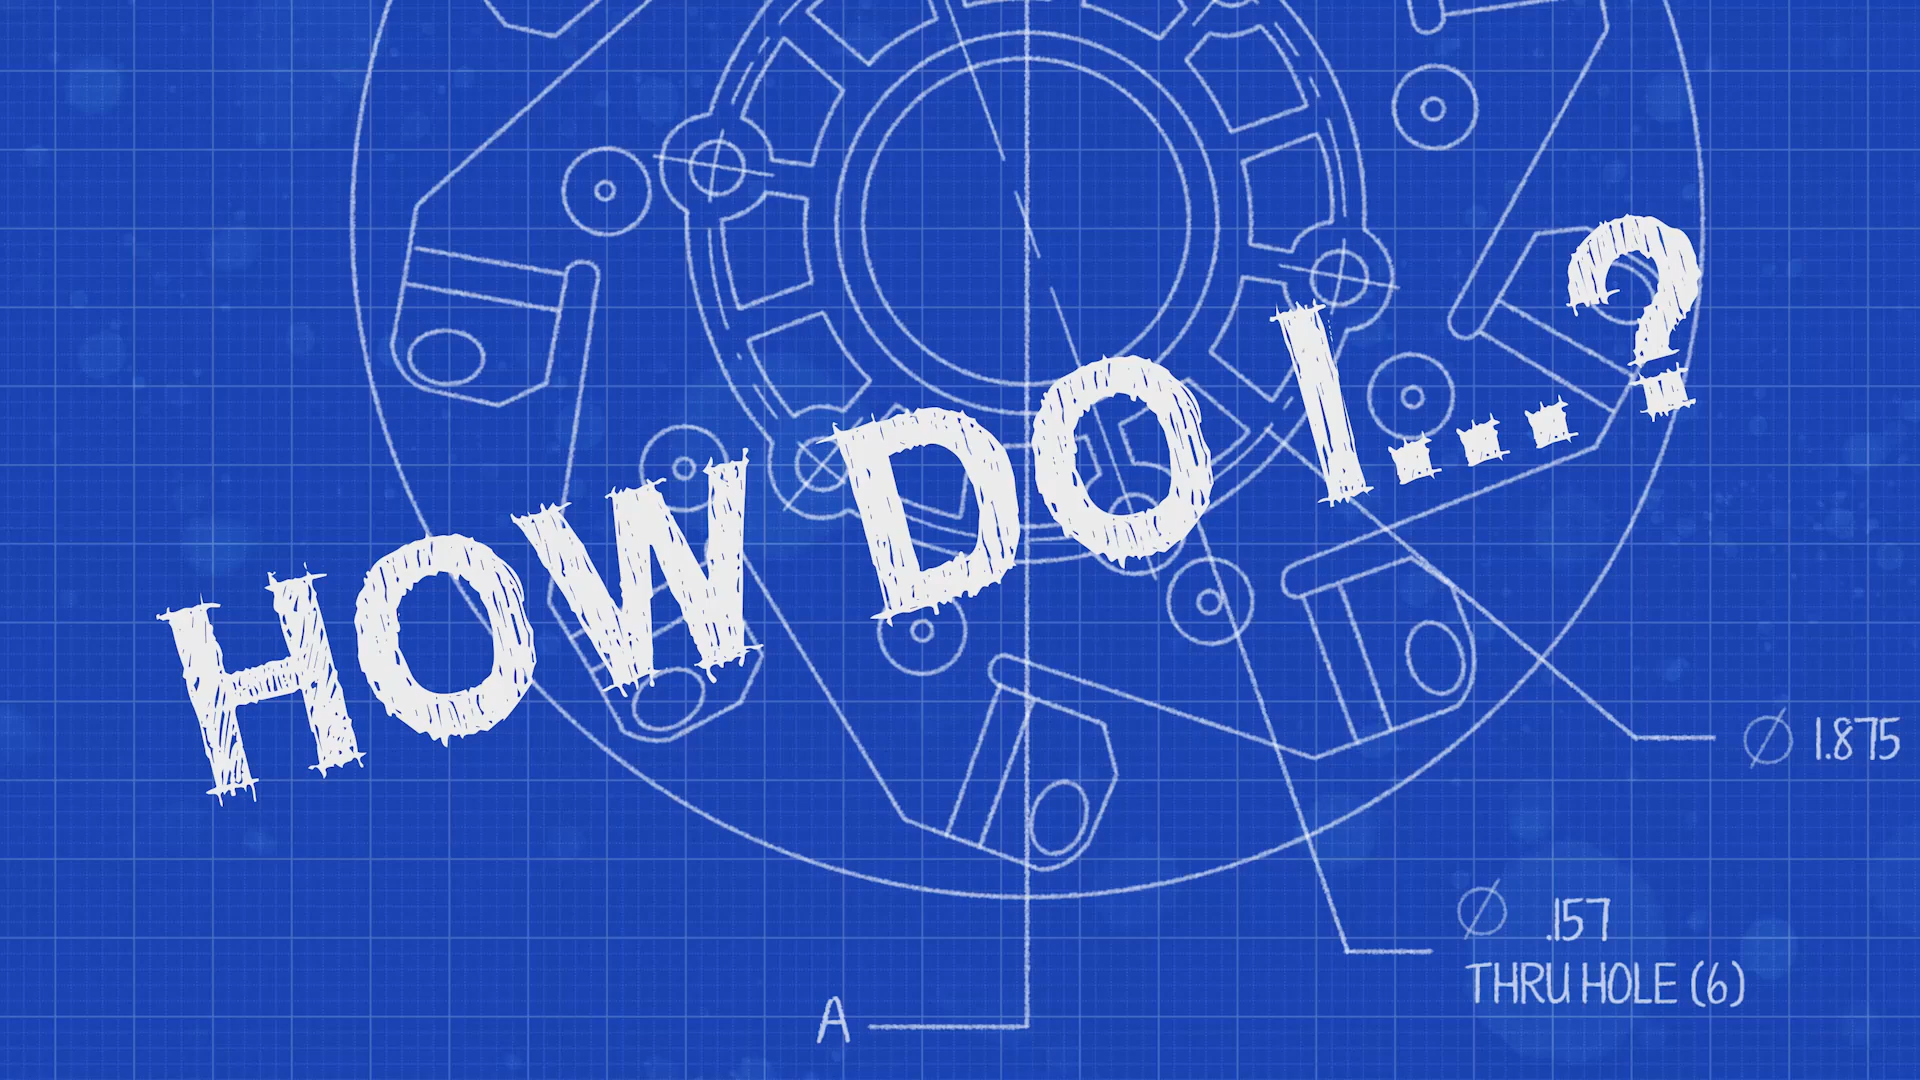 HOW DO I...?
Ø 1.875
Ø .157
THRU HOLE (6)
A